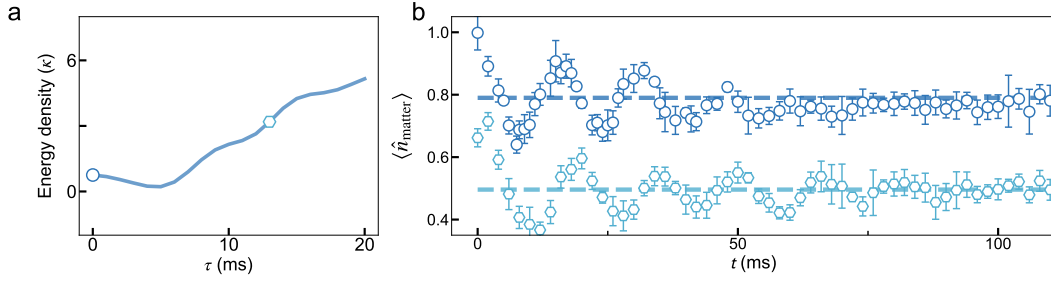 a
Energy density (κ)
6
0
0
10
20
τ (ms)
b
⟨n̂matter⟩
1.0
0.8
0.6
0.4
0
50
100
t (ms)